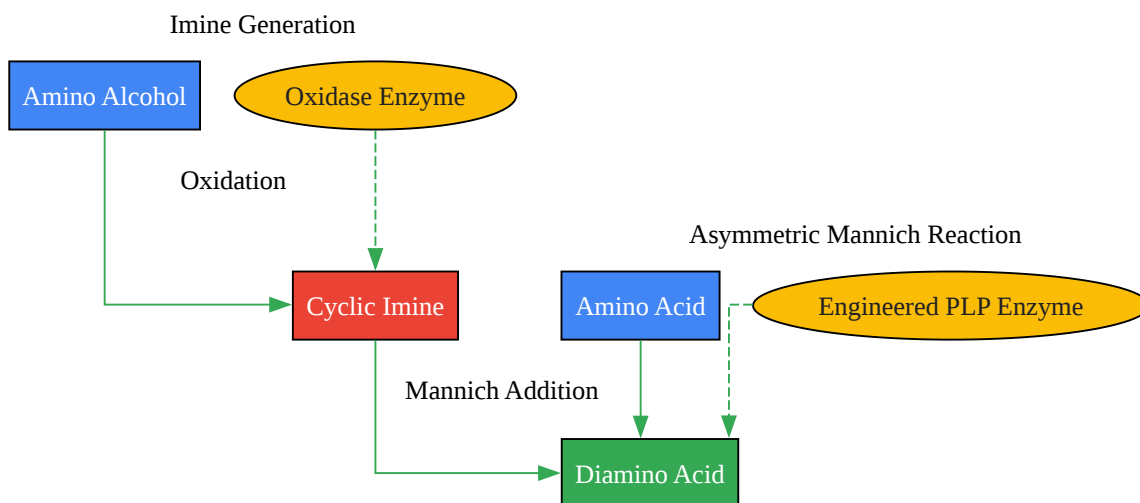 Imine Generation
Amino Alcohol
Oxidase Enzyme
Oxidation
Asymmetric Mannich Reaction
Cyclic Imine
Amino Acid
Engineered PLP Enzyme
Mannich Addition
Diamino Acid